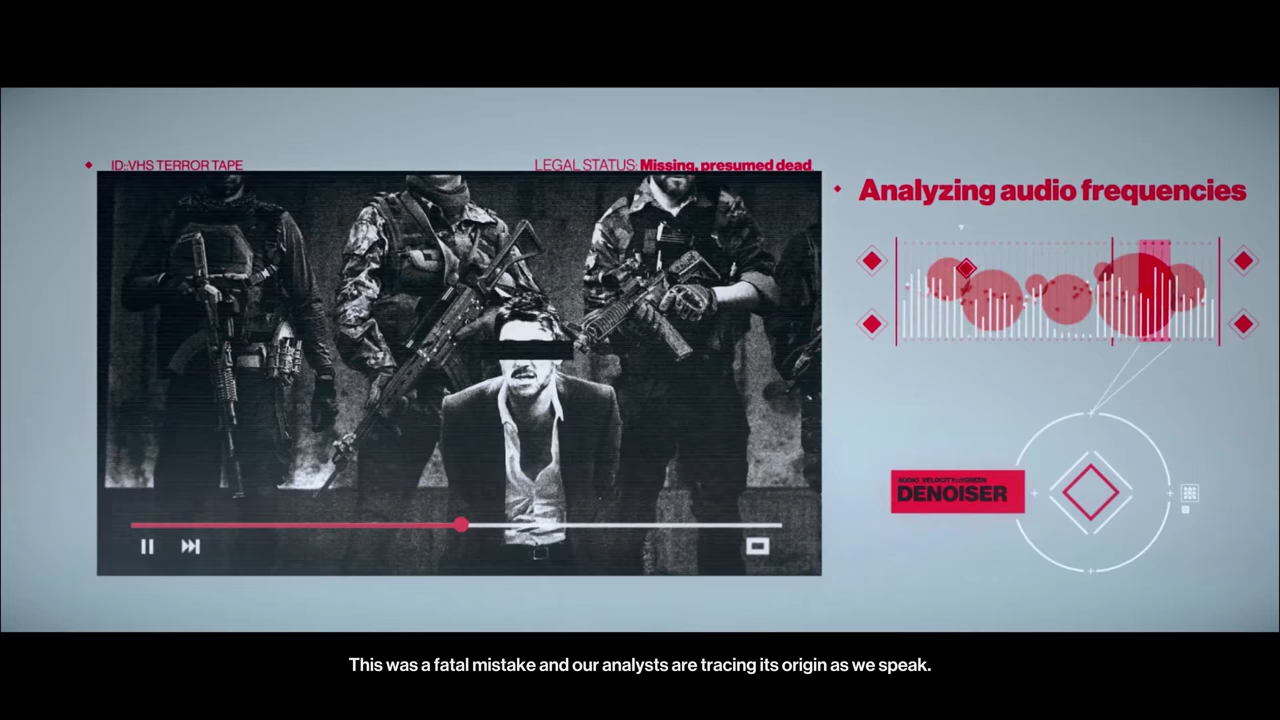 ID::VHS TERROR TAPE
LEGAL STATUS: Missing, presumed dead
Analyzing audio frequencies
DENOISER
This was a fatal mistake and our analysts are tracing its origin as we speak.